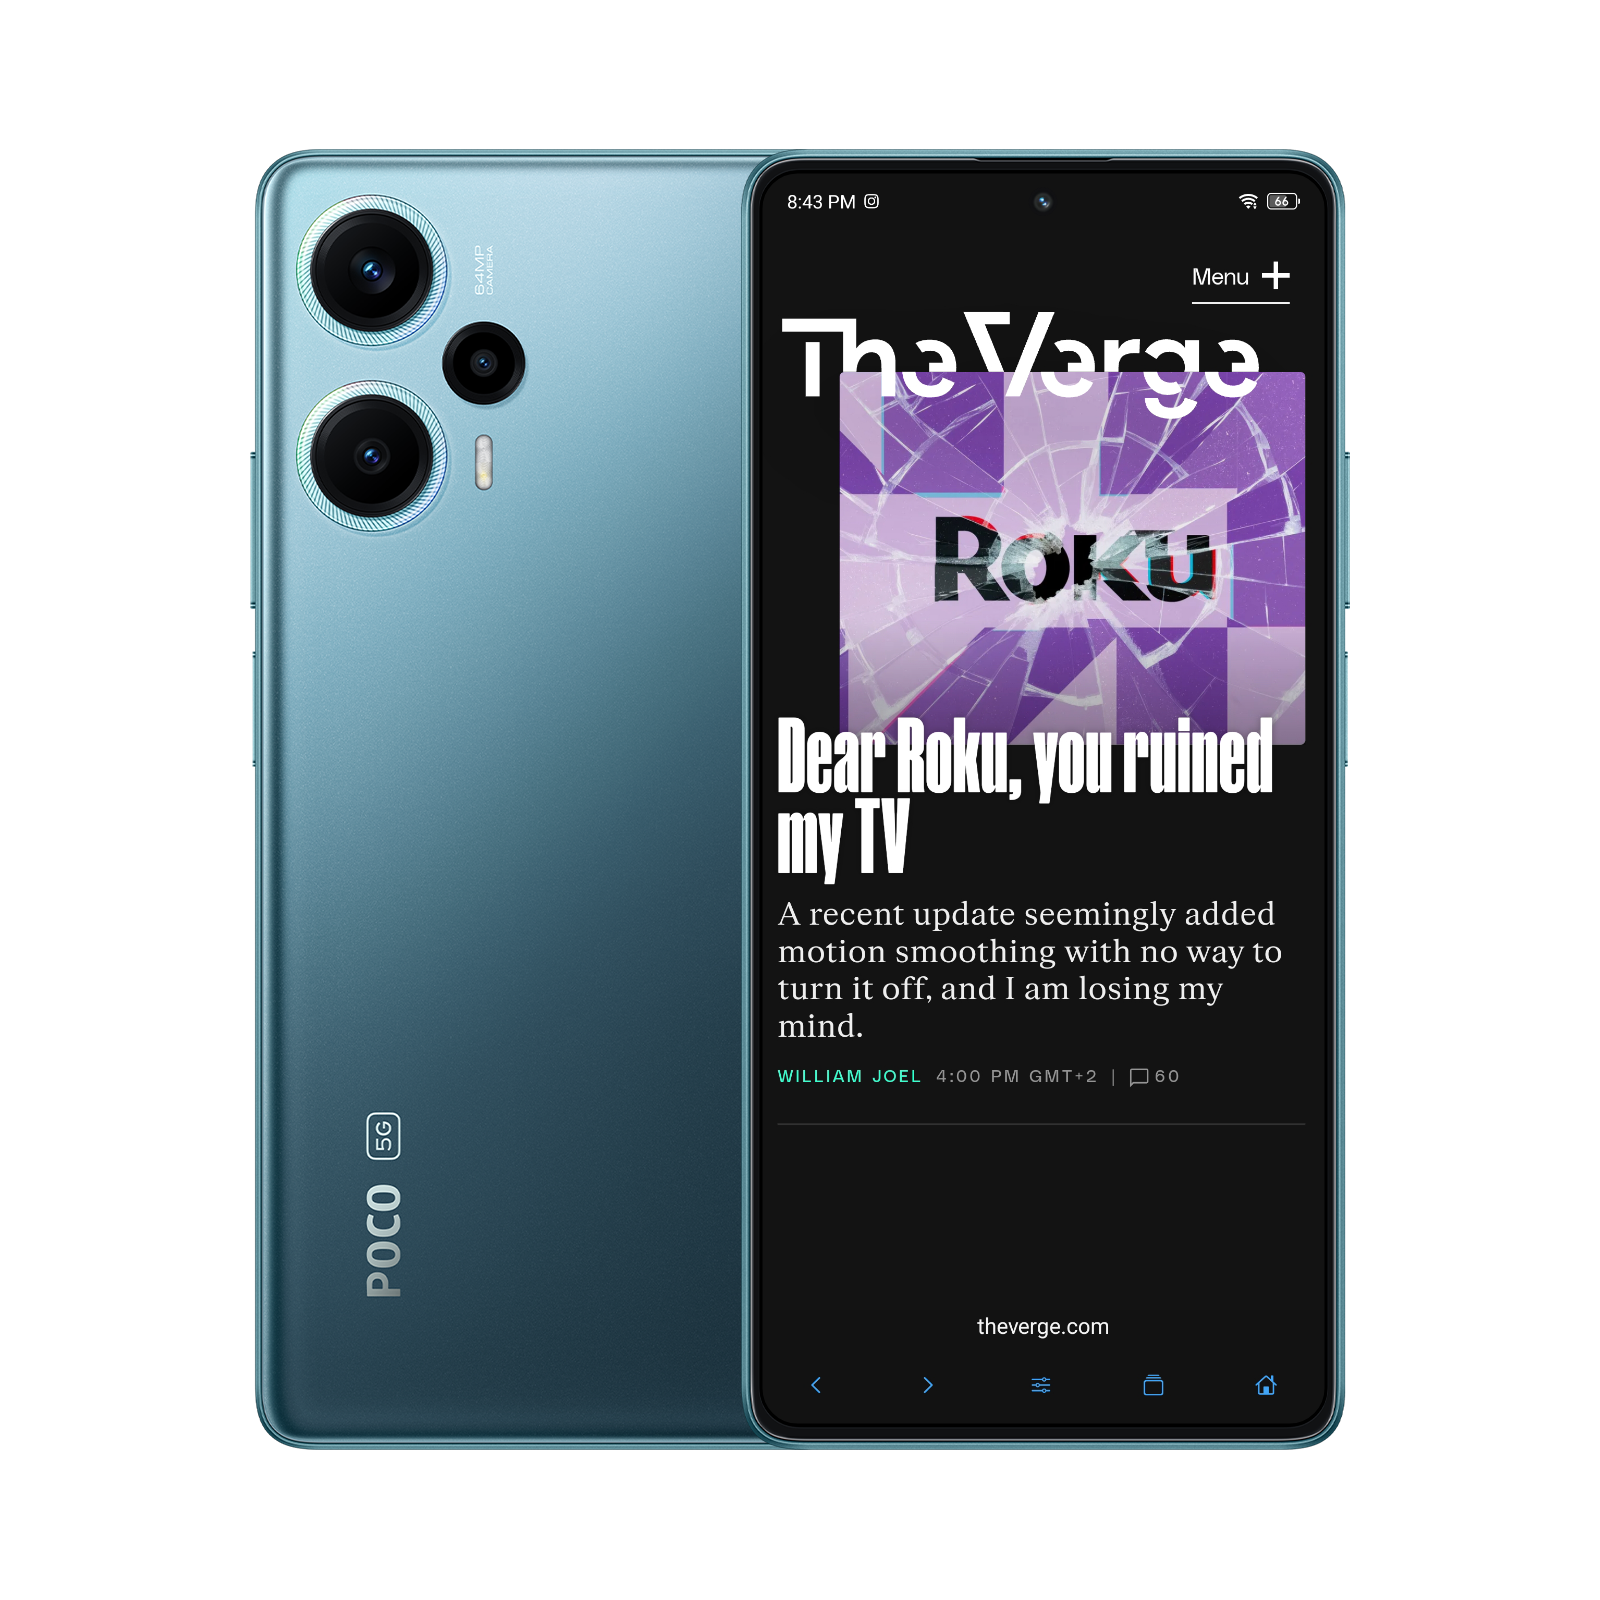 64MP
CAMERA
POCO 5G
8:43 PM
66
Menu
The Verge
Roku
Dear Roku, you ruined
my TV
A recent update seemingly added
motion smoothing with no way to
turn it off, and I am losing my
mind.
WILLIAM JOEL 4:00 PM GMT+2 | 60
theverge.com